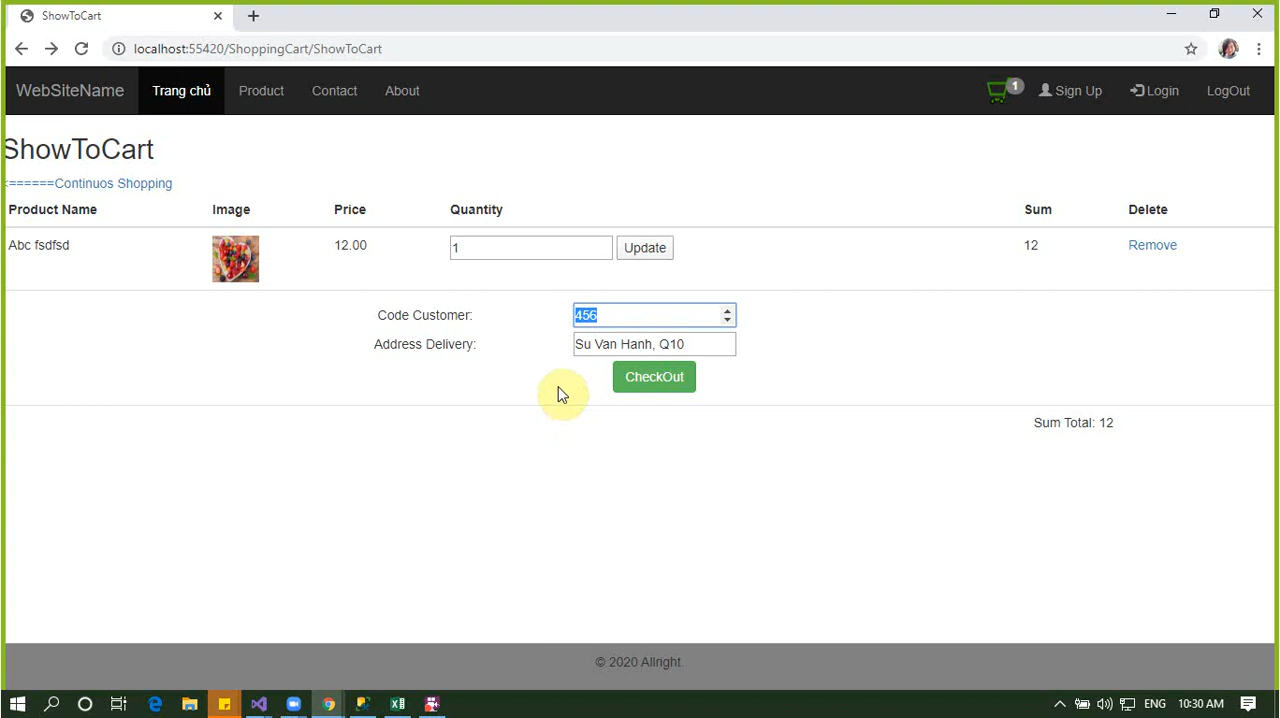 ShowToCart
localhost:55420/ShoppingCart/ShowToCart
WebSiteName Trang chủ Product Contact About 1 Sign Up Login LogOut
ShowToCart
<======Continuos Shopping
Product Name Image Price Quantity Sum Delete
Abc fsdfsd 12.00 1 Update 12 Remove
Code Customer: 456
Address Delivery: Su Van Hanh, Q10
CheckOut
Sum Total: 12
© 2020 Allright.
ENG 10:30 AM